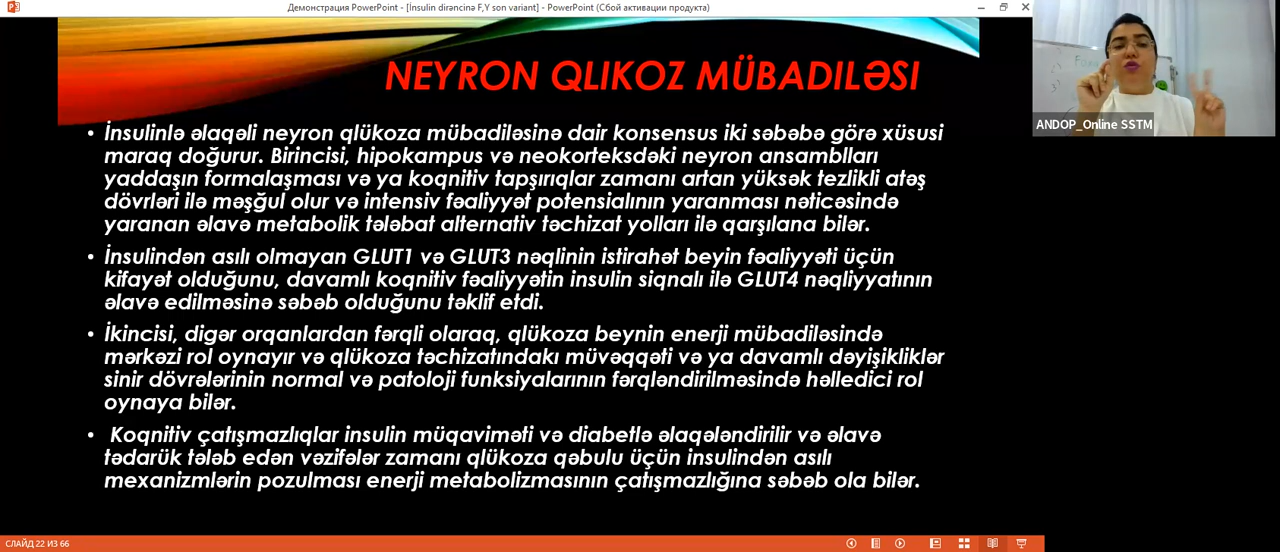 Демонстрация PowerPoint - [İnsulin dirəncinə F,Y son variant] - PowerPoint (Сбой активации продукта)
ANDOP_Online SSTM
NEYRON QLIKOZ MÜBADILƏSI
• İnsulinlə əlaqəli neyron qlükoza mübadiləsinə dair konsensus iki səbəbə görə xüsusi
maraq doğurur. Birincisi, hipokampus və neokorteksdəki neyron ansamblları
yaddaşın formalaşması və ya koqnitiv tapşırıqlar zamanı artan yüksək tezlikli atəş
dövrləri ilə məşğul olur və intensiv fəaliyyət potensialının yaranması nəticəsində
yaranan əlavə metabolik tələbat alternativ təchizat yolları ilə qarşılana bilər.
• İnsulindən asılı olmayan GLUT1 və GLUT3 nəqlinin istirahət beyin fəaliyyəti üçün
kifayət olduğunu, davamlı koqnitiv fəaliyyətin insulin siqnalı ilə GLUT4 nəqliyyatının
əlavə edilməsinə səbəb olduğunu təklif etdi.
• İkincisi, digər orqanlardan fərqli olaraq, qlükoza beynin enerji mübadiləsində
mərkəzi rol oynayır və qlükoza təchizatındakı müvəqqəti və ya davamlı dəyişikliklər
sinir dövrələrinin normal və patoloji funksiyalarının fərqləndirilməsində həlledici rol
oynaya bilər.
• Koqnitiv çatışmazlıqlar insulin müqaviməti və diabetlə əlaqələndirilir və əlavə
tədarük tələb edən vəzifələr zamanı qlükoza qəbulu üçün insulindən asılı
mexanizmlərin pozulması enerji metabolizmasının çatışmazlığına səbəb ola bilər.
СЛАЙД 22 ИЗ 66